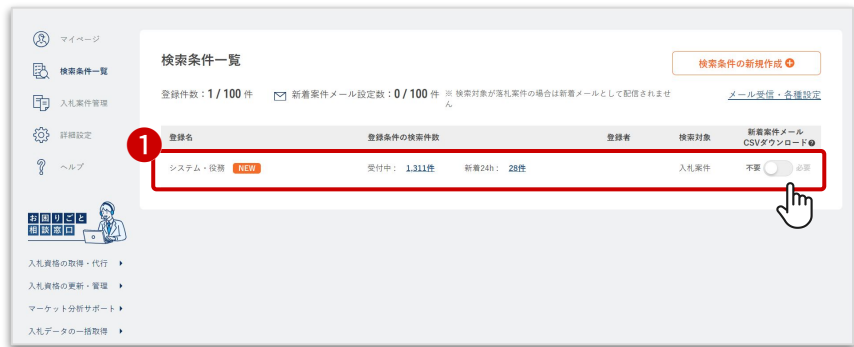 マイページ
検索条件一覧
入札案件管理
詳細設定
ヘルプ
お困りごと
相談窓口
入札資格の取得・代行
入札資格の更新・管理
マーケット分析サポート
入札データの一括取得
検索条件一覧
検索条件の新規作成
登録件数：1 / 100 件 新着案件メール設定数：0 / 100 件 ※ 検索対象が落札案件の場合は新着メールとして配信されませ
ん
メール受信・各種設定
登録名 登録条件の検索件数 登録者 検索対象 新着案件メール
CSVダウンロード
1
システム・役務 NEW 受付中： 1,311件 新着24h： 28件 入札案件 不要 必要